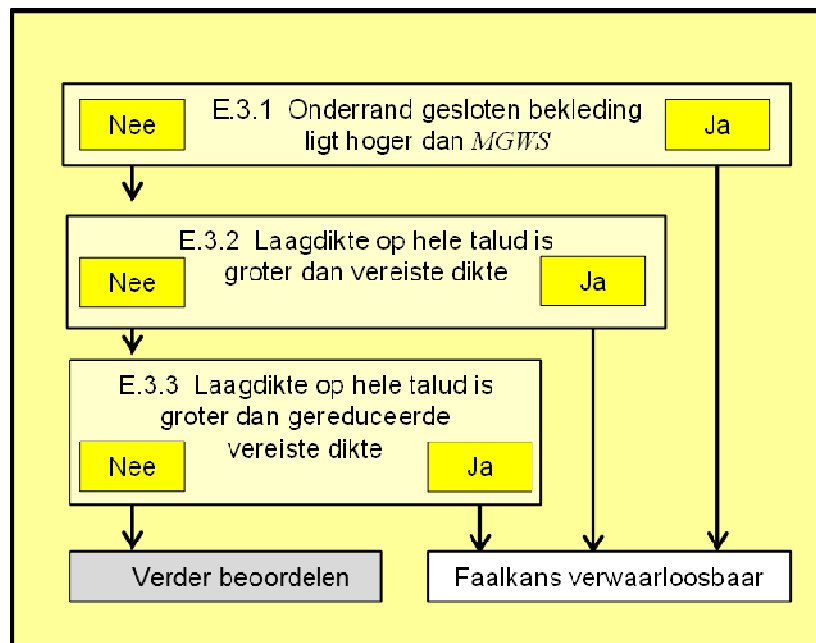 E.3.1 Onderrand gesloten bekleding
ligt hoger dan MGWS
Nee
Ja
E.3.2 Laagdikte op hele talud is
groter dan vereiste dikte
Nee
Ja
E.3.3 Laagdikte op hele talud is
groter dan gereduceerde
vereiste dikte
Nee
Ja
Verder beoordelen
Faalkans verwaarloosbaar